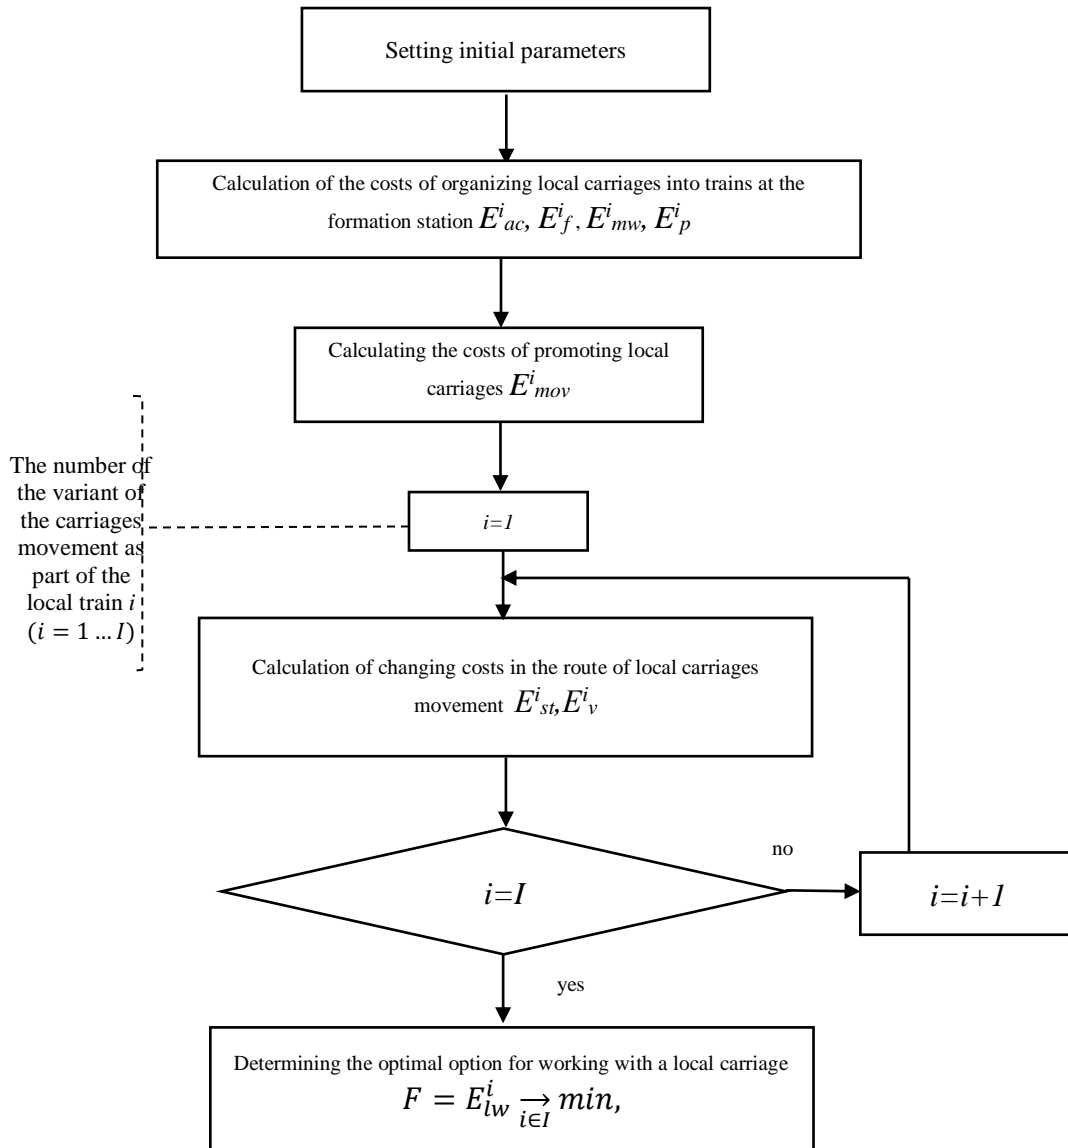 Setting initial parameters
Calculation of the costs of organizing local carriages into trains at the
formation station E^i_ac, E^i_f, E^i_mw, E^i_p
Calculating the costs of promoting local
carriages E^i_mov
The number of
the variant of
the carriages
movement as
part of the
local train i
(i = 1 … I)
i=1
Calculation of changing costs in the route of local carriages
movement E^i_st, E^i_v
i=I
no
i=i+1
yes
Determining the optimal option for working with a local carriage
F = E^i_lw → min,
i∈I